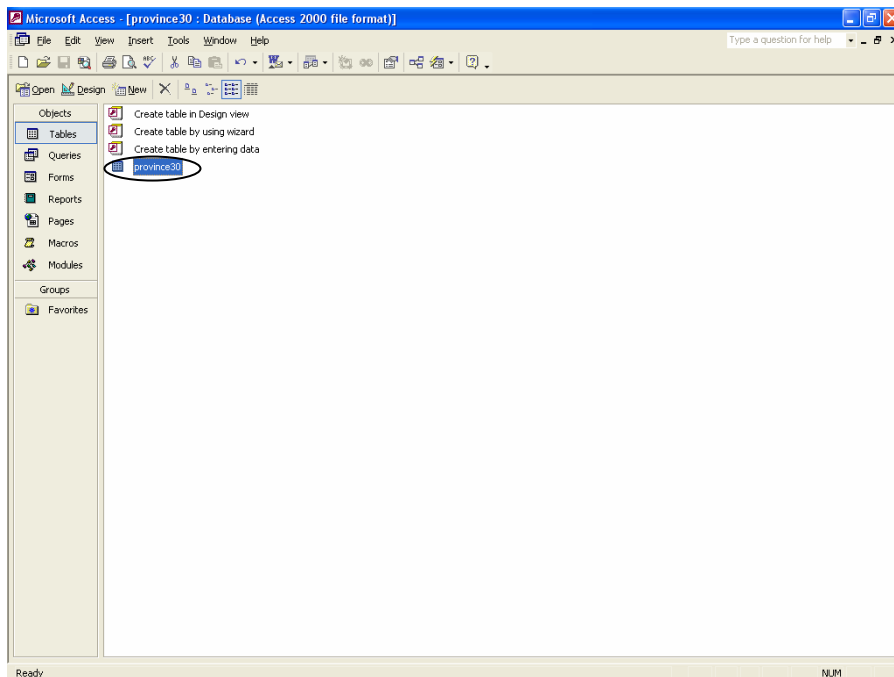 Microsoft Access - [province30 : Database (Access 2000 file format)]
File Edit View Insert Tools Window Help Type a question for help
Open Design New
Objects
Tables
Queries
Forms
Reports
Pages
Macros
Modules
Groups
Favorites
Create table in Design view
Create table by using wizard
Create table by entering data
province30
Ready NUM